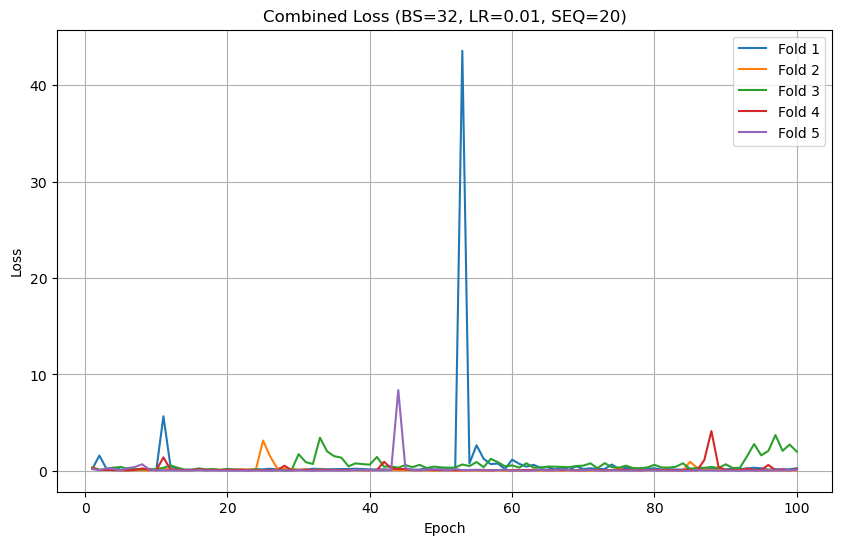 Combined Loss (BS=32, LR=0.01, SEQ=20)
Fold 1
Fold 2
Fold 3
Fold 4
Fold 5
Loss
40
30
20
10
0
0 20 40 60 80 100
Epoch